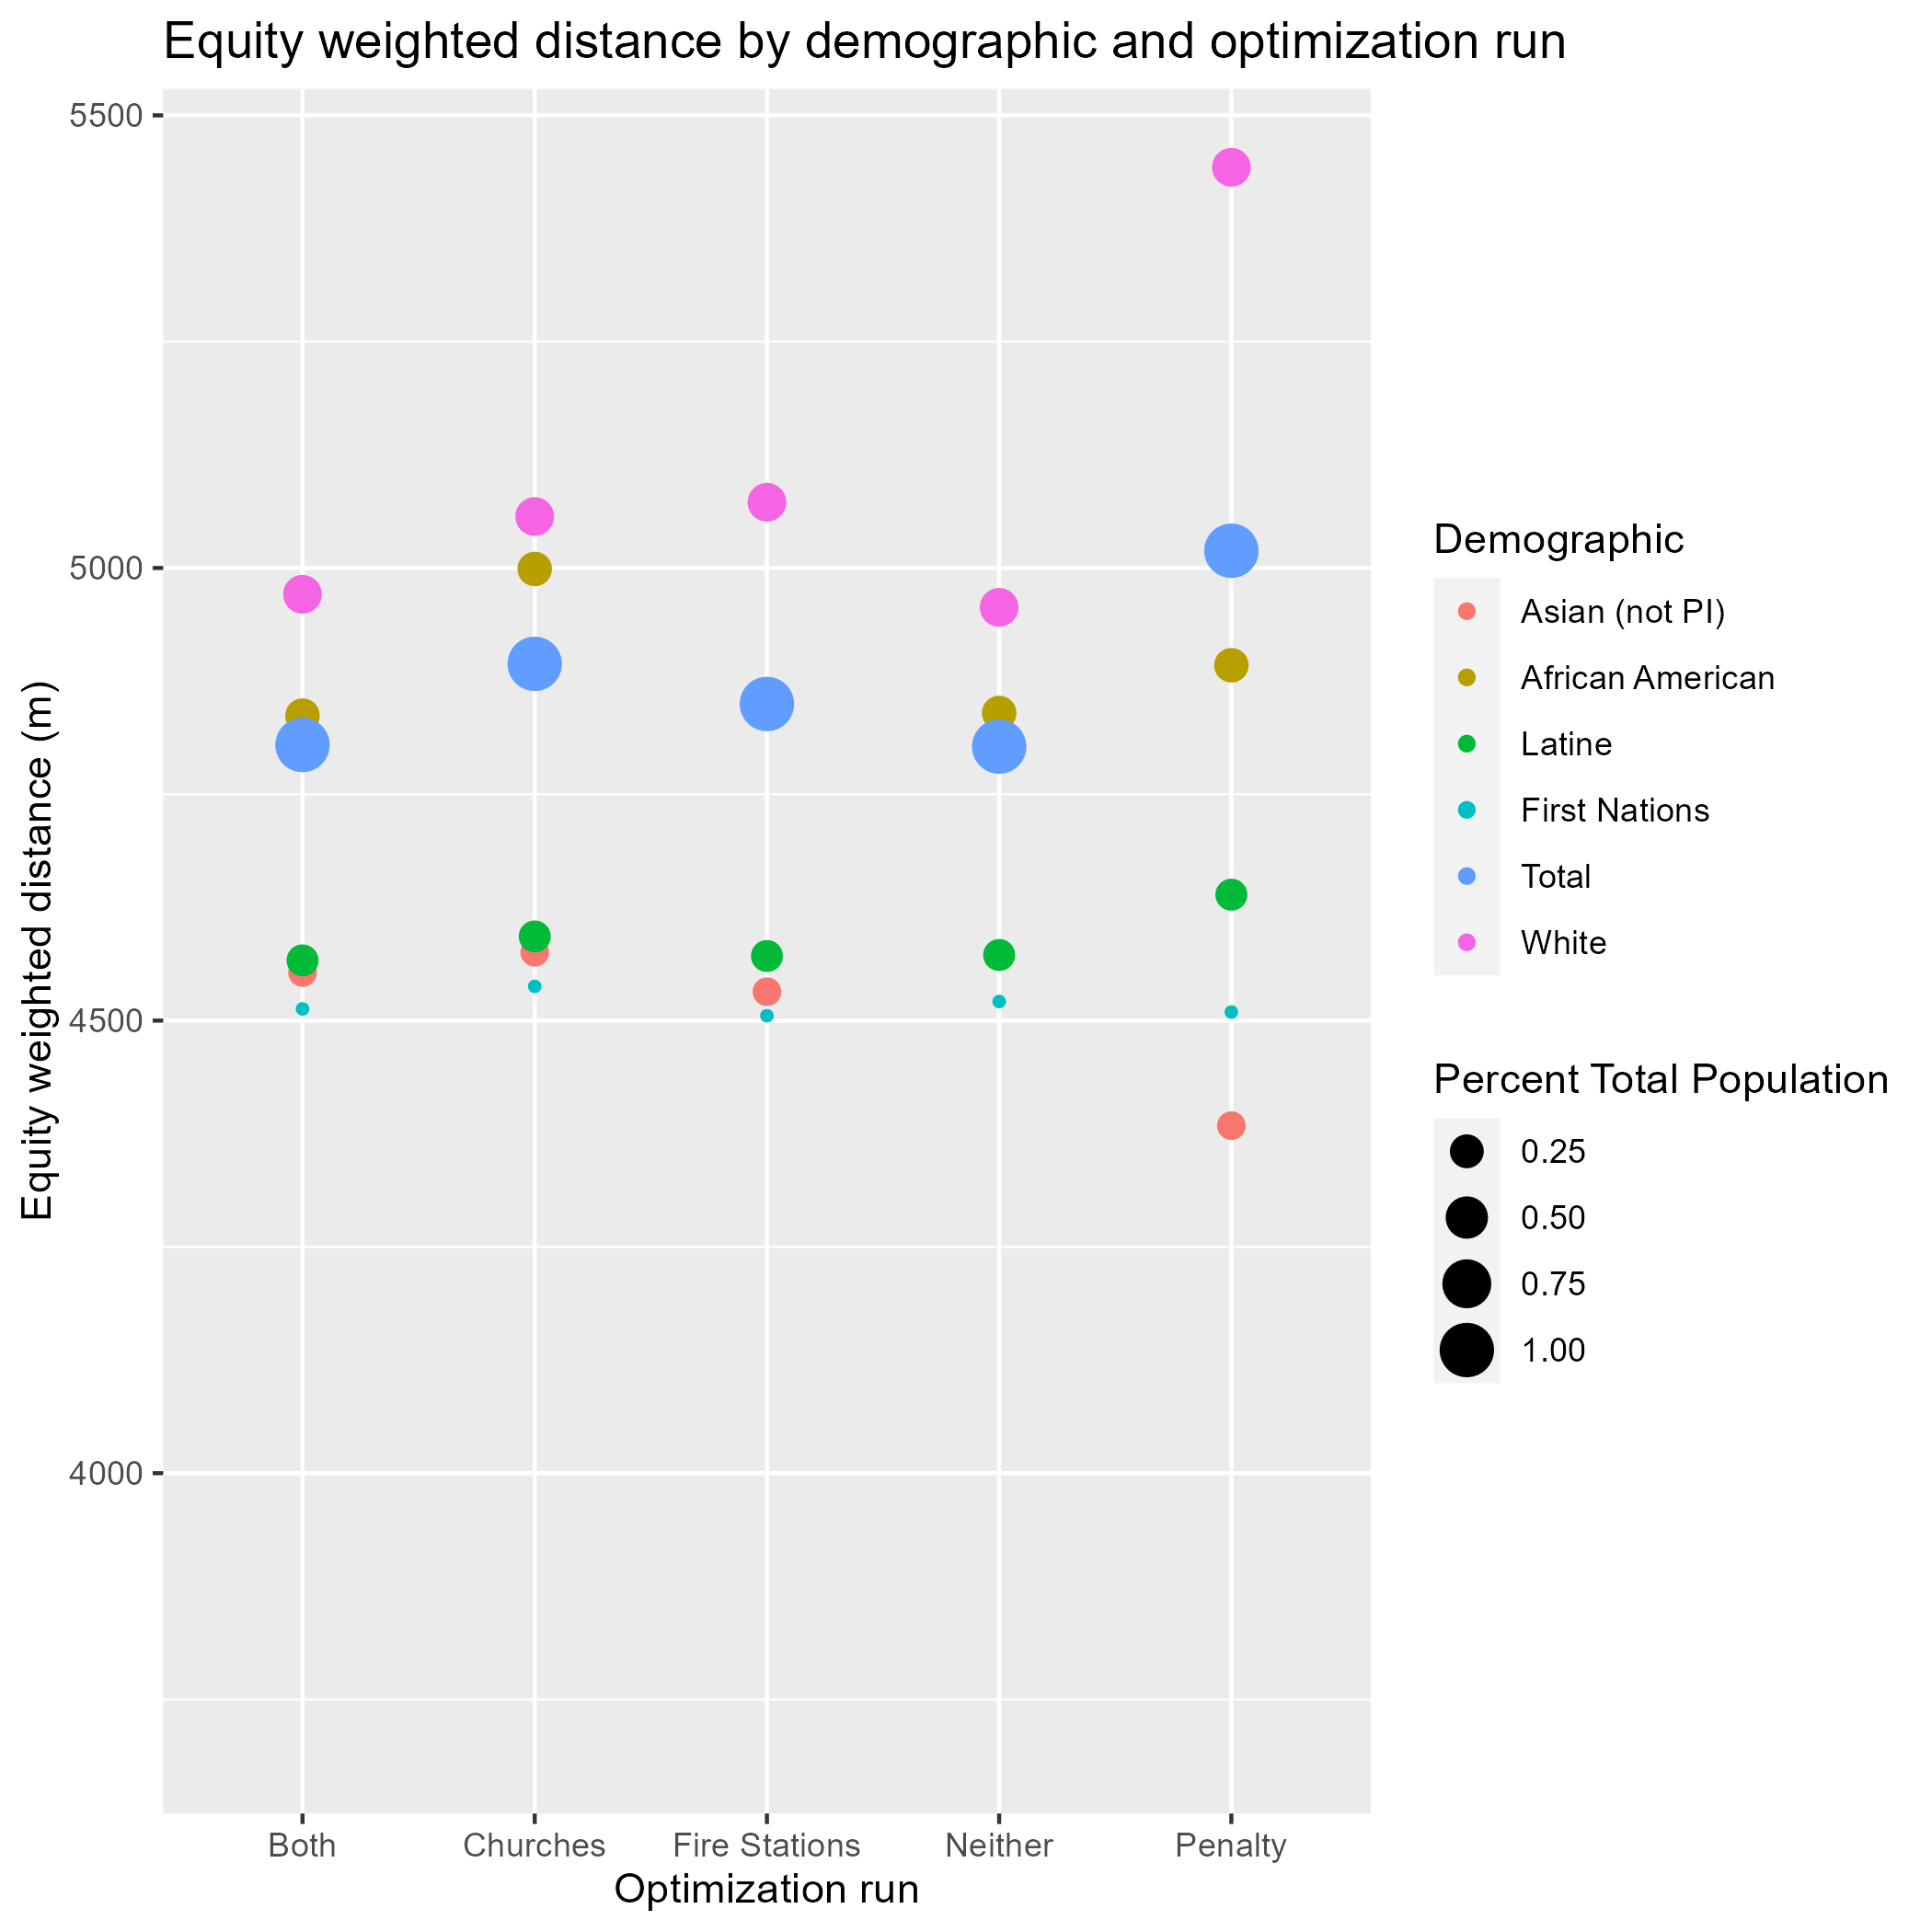 Equity weighted distance by demographic and optimization run
5500
5000
4500
4000
Equity weighted distance (m)
Both
Churches
Fire Stations
Neither
Penalty
Optimization run
Demographic
Asian (not PI)
African American
Latine
First Nations
Total
White
Percent Total Population
0.25
0.50
0.75
1.00